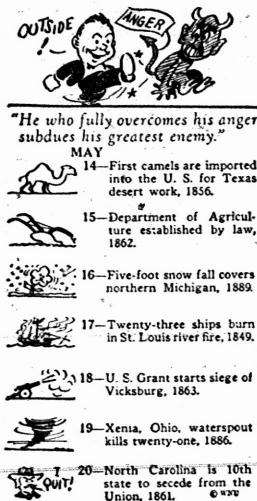 OUTSIDE!
ANGER
"He who fully overcomes his anger
subdues his greatest enemy."
MAY
14—First camels are imported
into the U. S. for Texas
desert work, 1856.
15—Department of Agricul-
ture established by law,
1862.
16—Five-foot snow fall covers
northern Michigan, 1889.
17—Twenty-three ships burn
in St. Louis river fire, 1849.
18—U. S. Grant starts siege of
Vicksburg, 1863.
19—Xenia, Ohio, waterspout
kills twenty-one, 1886.
I QUIT!
20—North Carolina is 10th
state to secede from the
Union, 1861.
© WNU